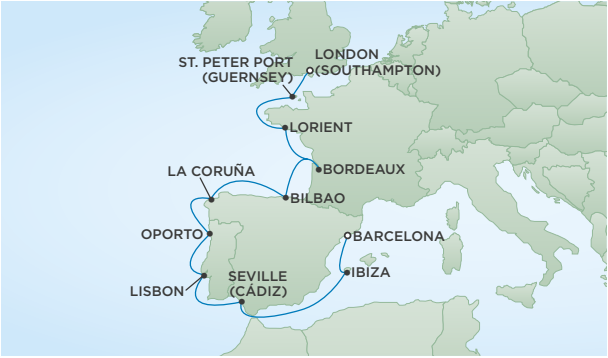 LONDON
(SOUTHAMPTON)
ST. PETER PORT
(GUERNSEY)
LORIENT
BORDEAUX
LA CORUÑA
BILBAO
OPORTO
BARCELONA
LISBON
SEVILLE
(CÁDIZ)
IBIZA